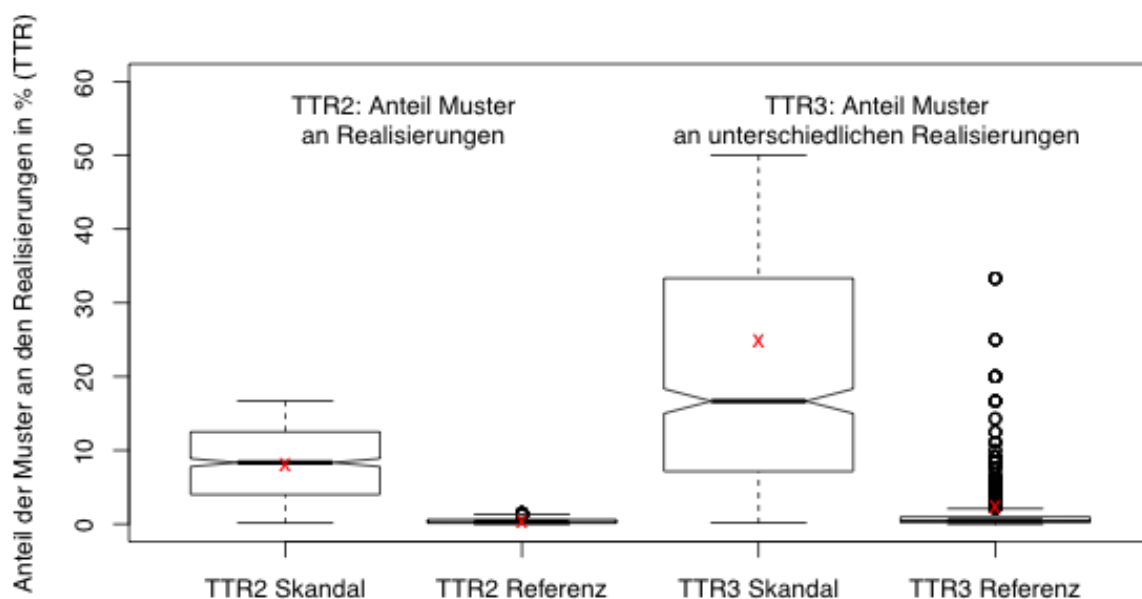 Anteil der Muster an den Realisierungen in % (TTR)
60
50
40
30
20
10
0
TTR2: Anteil Muster
an Realisierungen
TTR3: Anteil Muster
an unterschiedlichen Realisierungen
TTR2 Skandal
TTR2 Referenz
TTR3 Skandal
TTR3 Referenz